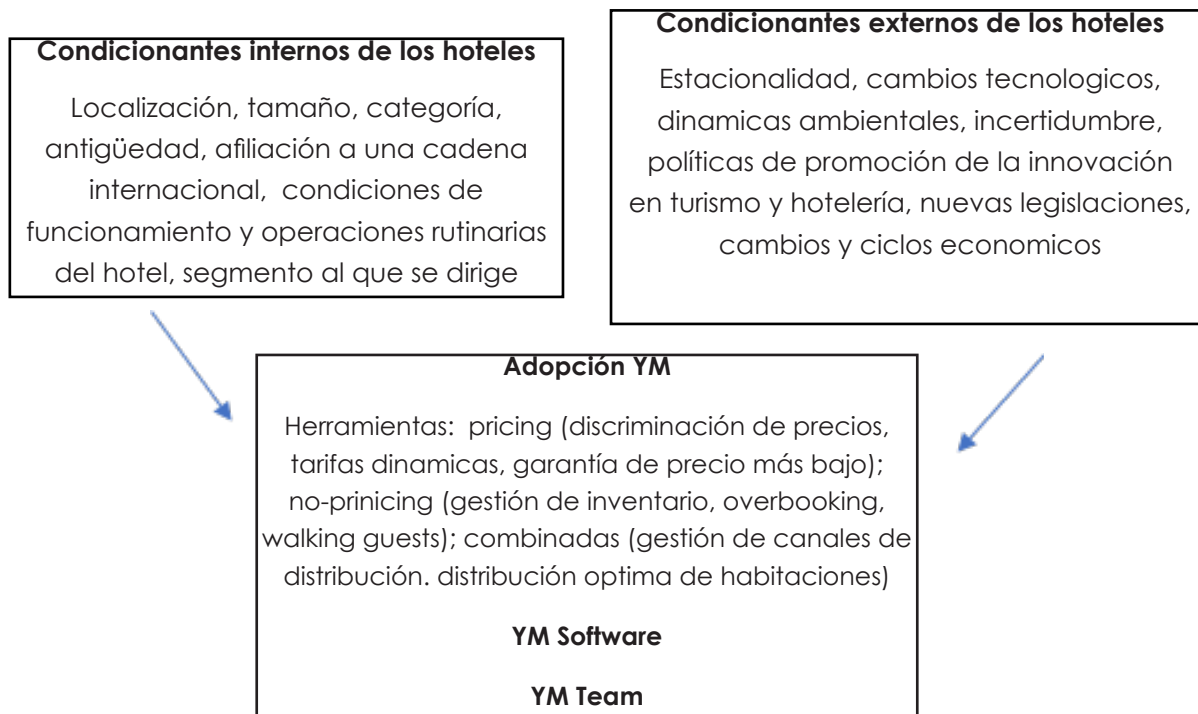 Condicionantes internos de los hoteles
Localización, tamaño, categoría,
antigüedad, afiliación a una cadena
internacional, condiciones de
funcionamiento y operaciones rutinarias
del hotel, segmento al que se dirige
Condicionantes externos de los hoteles
Estacionalidad, cambios tecnologicos,
dinamicas ambientales, incertidumbre,
políticas de promoción de la innovación
en turismo y hotelería, nuevas legislaciones,
cambios y ciclos economicos
Adopción YM
Herramientas: pricing (discriminación de precios,
tarifas dinamicas, garantía de precio más bajo);
no-prinicing (gestión de inventario, overbooking,
walking guests); combinadas (gestión de canales de
distribución. distribución optima de habitaciones)
YM Software
YM Team